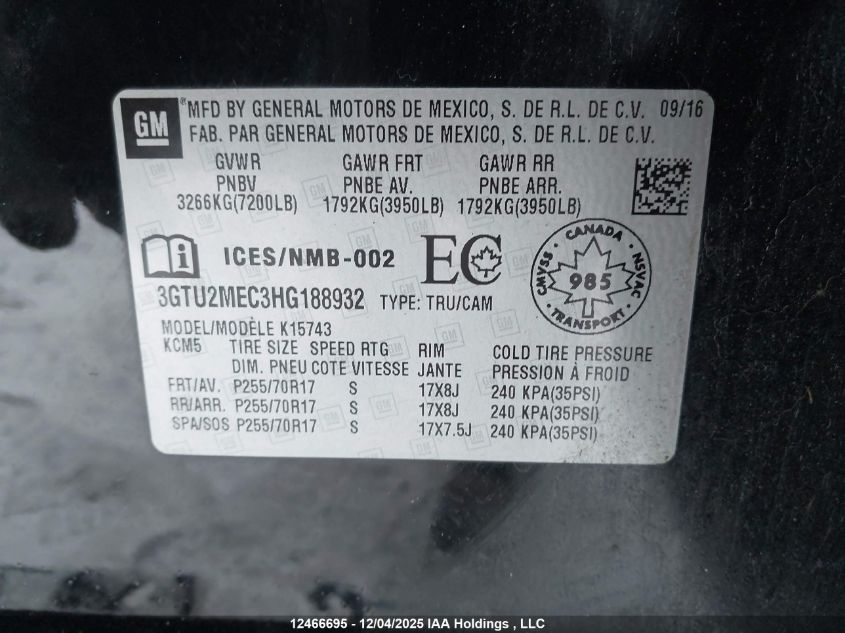 GM ®MFD BY GENERAL MOTORS DE MEXICO, S. DE R.L. DE C.V. 09/16
FAB. PAR GENERAL MOTORS DE MEXICO, S. DE R.L. DE C.V.
GVWR GAWR FRT GAWR RR
PNBV PNBE AV. PNBE ARR.
3266KG(7200LB) 1792KG(3950LB) 1792KG(3950LB)
i ICES/NMB-002 EC
CANADA
CMVSS 985 NSVAC
TRANSPORT
3GTU2MEC3HG188932 TYPE: TRU/CAM
MODEL/MODÈLE K15743
KCM5 TIRE SIZE SPEED RTG RIM COLD TIRE PRESSURE
DIM. PNEU COTE VITESSE JANTE PRESSION À FROID
FRT/AV. P255/70R17 S 17X8J 240 KPA(35PSI)
RR/ARR. P255/70R17 S 17X8J 240 KPA(35PSI)
SPA/SOS P255/70R17 S 17X7.5J 240 KPA(35PSI)
12466695 - 12/04/2025 IAA Holdings , LLC